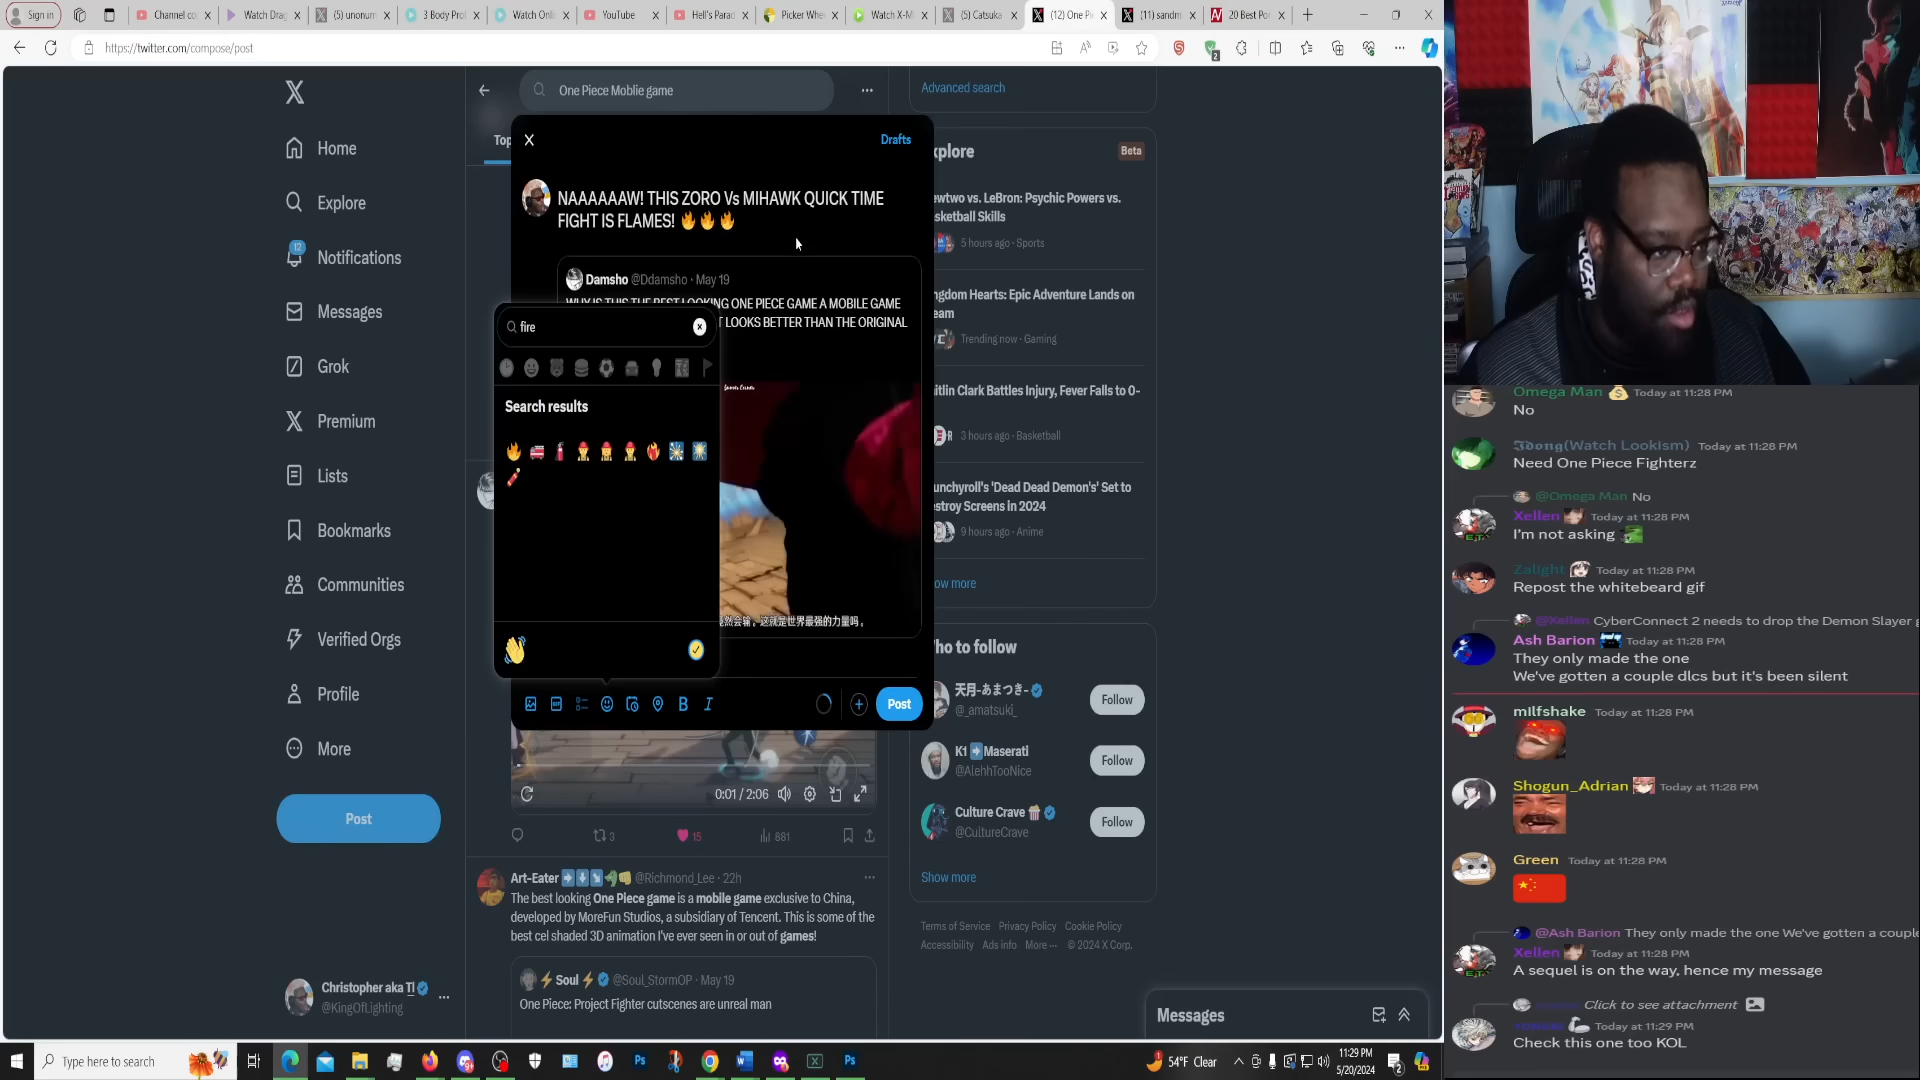 Sign in
Channel co
Watch Drag
(5) unonum
3 Body Pro
Watch Onli
YouTube
Hell's Parad
Picker Whe
Watch X-M
(5) Catsuka
(12) One Pi
(11) sandm
20 Best Po
https://twitter.com/compose/post
Home
Explore
12
Notifications
Messages
Grok
Premium
Lists
Bookmarks
Communities
Verified Orgs
Profile
More
Post
@KingOfLighting
One Piece Moblie game
Top
Drafts
NAAAAAAW! THIS ZORO Vs MIHAWK QUICK TIME
FIGHT IS FLAMES! 🔥🔥🔥
Damsho @Ddamsho · May 19
WHY IS THIS THE BEST LOOKING ONE PIECE GAME A MOBILE GAME
T LOOKS BETTER THAN THE ORIGINAL
fire
Search results
Post
0:01 / 2:06
3
15
881
Art-Eater ➡️⬇️↘️🐲👊 @Richmond_Lee · 22h
The best looking One Piece game is a mobile game exclusive to China,
developed by MoreFun Studios, a subsidiary of Tencent. This is some of the
best cel shaded 3D animation I've ever seen in or out of games!
⚡Soul⚡ @Soul_StormOP · May 19
One Piece: Project Fighter cutscenes are unreal man
Advanced search
xplore
Beta
ewtwo vs. LeBron: Psychic Powers vs.
sketball Skills
5 hours ago · Sports
ngdom Hearts: Epic Adventure Lands on
eam
Trending now · Gaming
aitlin Clark Battles Injury, Fever Falls to 0-
3 hours ago · Basketball
unchyroll's 'Dead Dead Demon's' Set to
estroy Screens in 2024
9 hours ago · Anime
ow more
ho to follow
天月-あまつき-
@_amatsuki_
Follow
K1➡️Maserati
@AlehhTooNice
Follow
Culture Crave 🍿
@CultureCrave
Follow
Show more
Terms of Service Privacy Policy Cookie Policy
Accessibility Ads info More ··· © 2024 X Corp.
Messages
Omega Man 💰 Today at 11:28 PM
No
(Watch Lookism) Today at 11:28 PM
Need One Piece Fighterz
@Omega Man No
Xellen Today at 11:28 PM
I'm not asking
Zalight Today at 11:28 PM
Repost the whitebeard gif
@Xellen CyberConnect 2 needs to drop the Demon Slayer g
Ash Barion Today at 11:28 PM
They only made the one
We've gotten a couple dlcs but it's been silent
mIlfshake Today at 11:28 PM
Shogun_Adrian Today at 11:28 PM
Green Today at 11:28 PM
@Ash Barion They only made the one We've gotten a couple
Xellen Today at 11:28 PM
A sequel is on the way, hence my message
Click to see attachment
Today at 11:29 PM
Check this one too KOL
Type here to search
54°F Clear
11:29 PM
5/20/2024